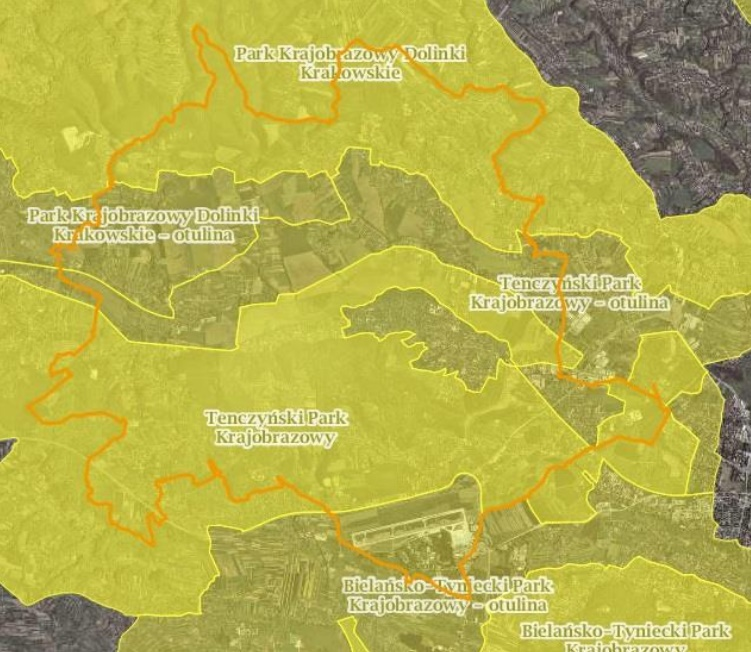 Park Krajobrazowy Dolinki
Krakowskie
Park Krajobrazowy Dolinki
Krakowskie - otulina
Tenczyński Park
Krajobrazowy - otulina
Tenczyński Park
Krajobrazowy
Bielańsko-Tyniecki Park
Krajobrazowy - otulina
Bielańsko-Tyniecki Park
Krajobrazowy